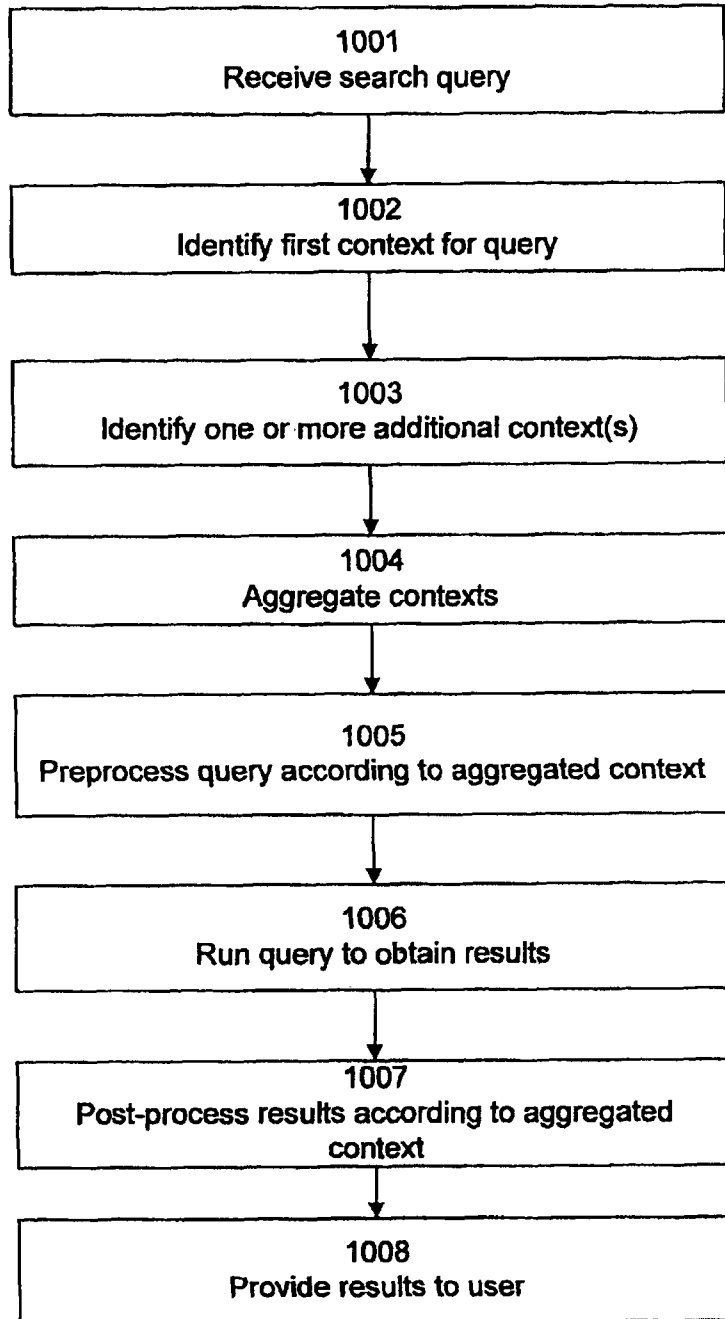 1001
Receive search query
1002
Identify first context for query
1003
Identify one or more additional context(s)
1004
Aggregate contexts
1005
Preprocess query according to aggregated context
1006
Run query to obtain results
1007
Post-process results according to aggregated
context
1008
Provide results to user